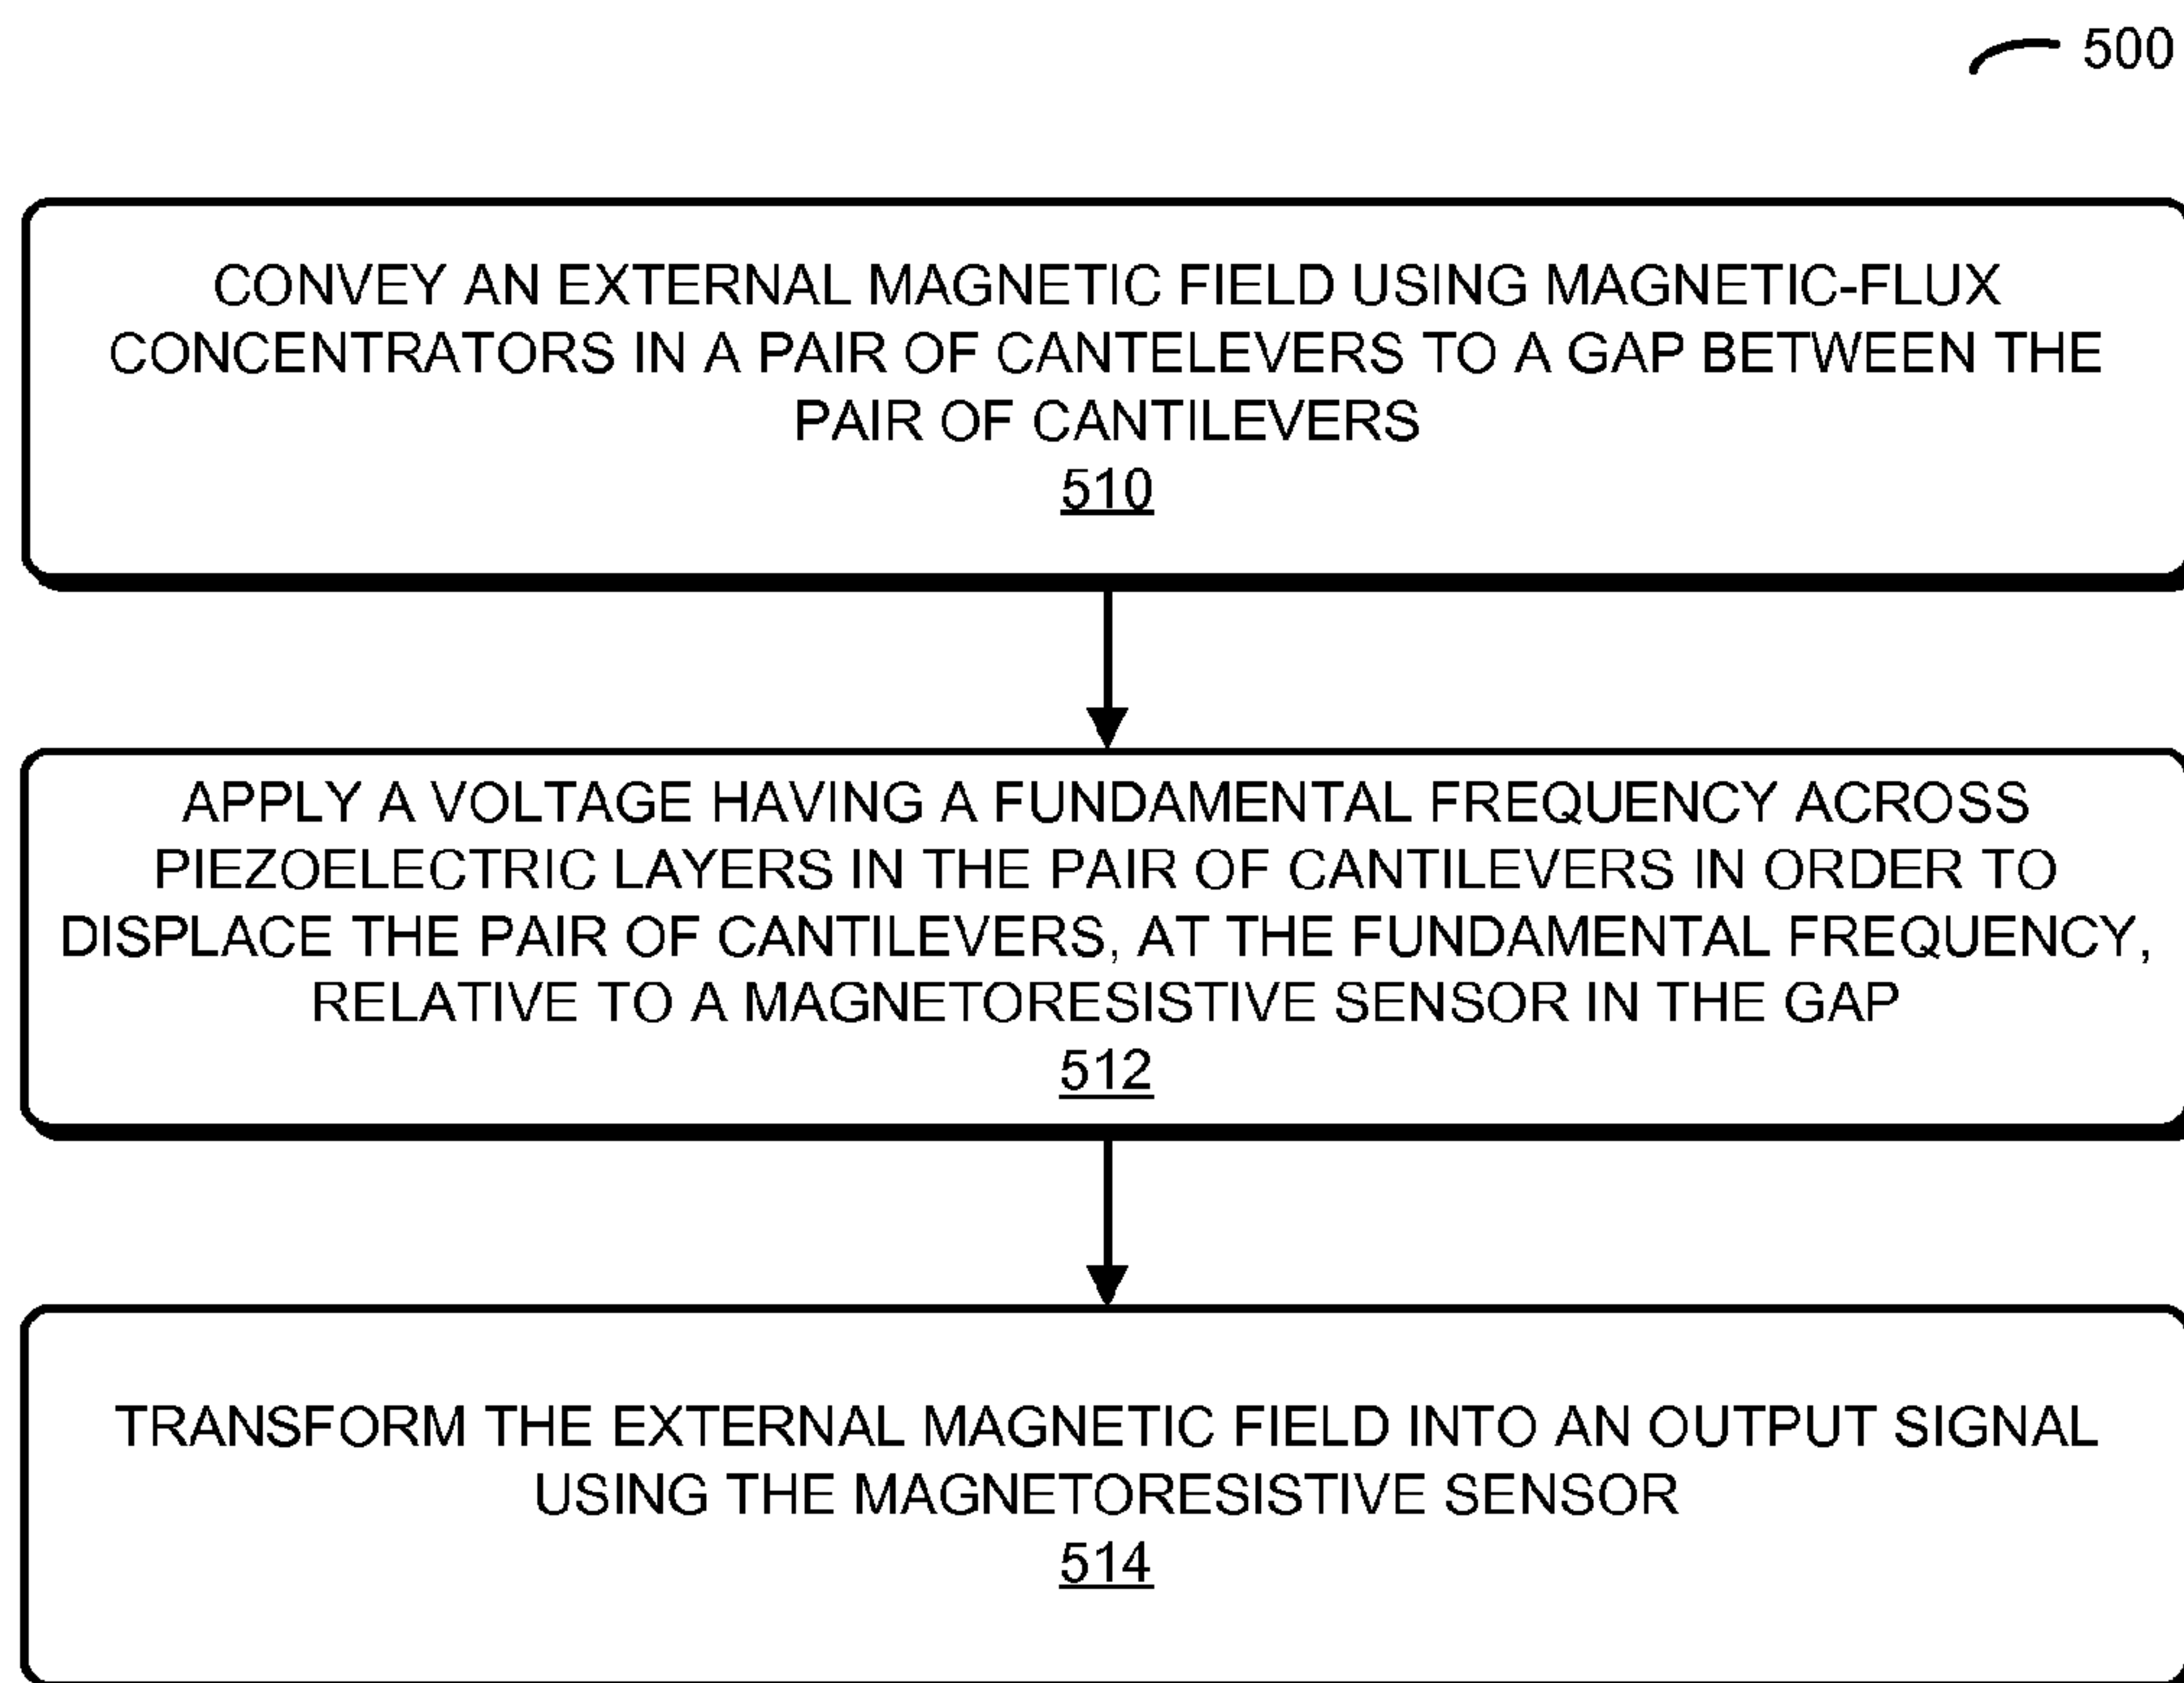 500
CONVEY AN EXTERNAL MAGNETIC FIELD USING MAGNETIC-FLUX
CONCENTRATORS IN A PAIR OF CANTELEVERS TO A GAP BETWEEN THE
PAIR OF CANTILEVERS
510
APPLY A VOLTAGE HAVING A FUNDAMENTAL FREQUENCY ACROSS
PIEZOELECTRIC LAYERS IN THE PAIR OF CANTILEVERS IN ORDER TO
DISPLACE THE PAIR OF CANTILEVERS, AT THE FUNDAMENTAL FREQUENCY,
RELATIVE TO A MAGNETORESISTIVE SENSOR IN THE GAP
512
TRANSFORM THE EXTERNAL MAGNETIC FIELD INTO AN OUTPUT SIGNAL
USING THE MAGNETORESISTIVE SENSOR
514